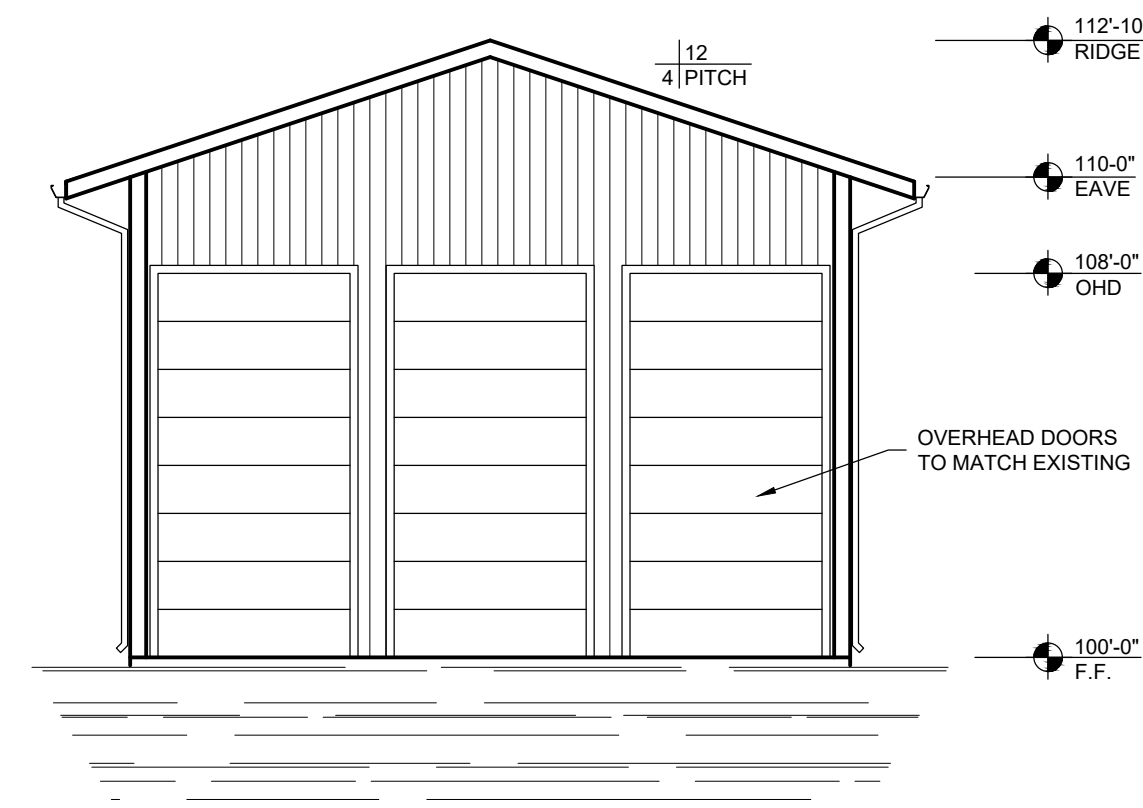 112'-10
RIDGE
12
4 PITCH
110-0"
EAVE
108'-0"
OHD
OVERHEAD DOORS
TO MATCH EXISTING
100'-0"
F.F.